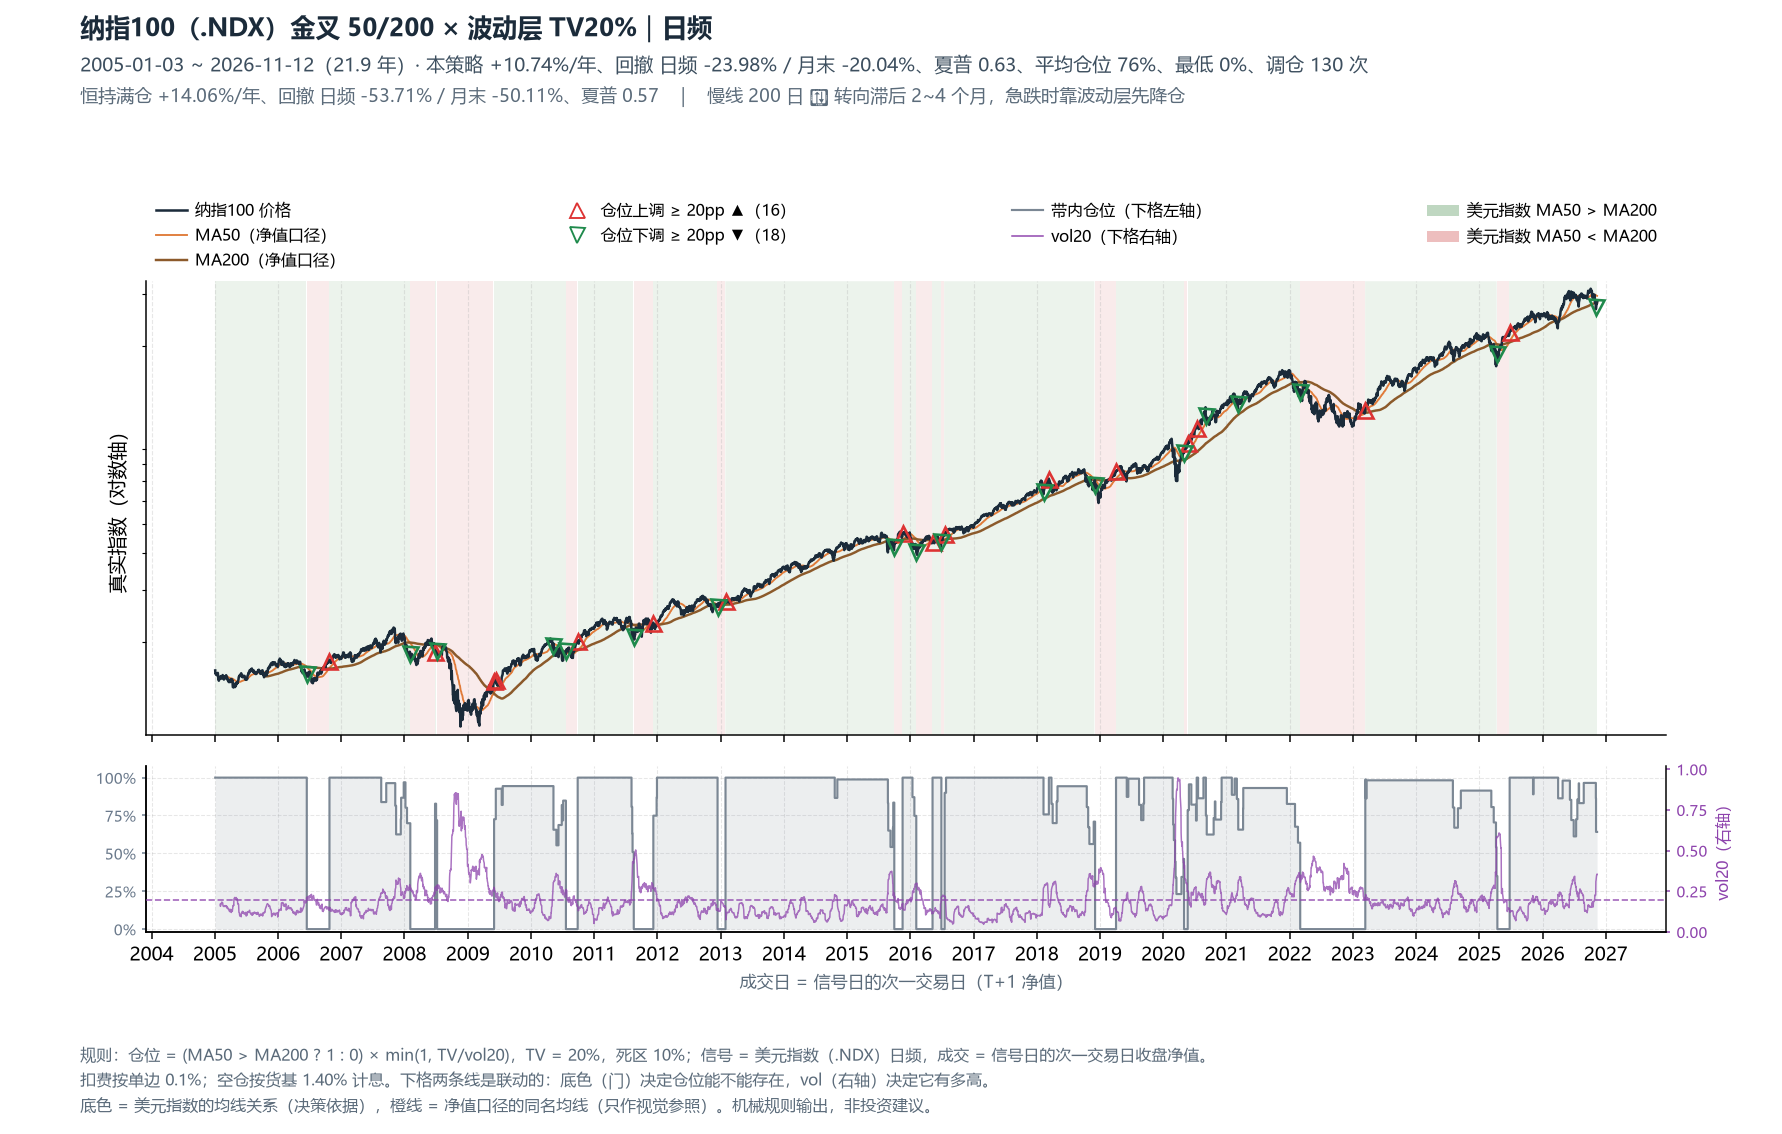 纳指100（.NDX）金叉 50/200 × 波动层 TV20%｜日频
2005-01-03 ~ 2026-11-12（21.9 年）· 本策略 +10.74%/年、回撤 日频 -23.98% / 月末 -20.04%、夏普 0.63、平均仓位 76%、最低 0%、调仓 130 次
恒持满仓 +14.06%/年、回撤 日频 -53.71% / 月末 -50.11%、夏普 0.57 ｜ 慢线 200 日 转向滞后 2~4 个月，急跌时靠波动层先降仓
纳指100 价格
MA50（净值口径）
MA200（净值口径）
仓位上调 ≥ 20pp ▲（16）
仓位下调 ≥ 20pp ▼（18）
带内仓位（下格左轴）
vol20（下格右轴）
美元指数 MA50 > MA200
美元指数 MA50 < MA200
真实指数（对数轴）
100%
75%
50%
25%
0%
1.00
0.75
0.50
0.25
0.00
vol20（右轴）
2004 2005 2006 2007 2008 2009 2010 2011 2012 2013 2014 2015 2016 2017 2018 2019 2020 2021 2022 2023 2024 2025 2026 2027
成交日 = 信号日的次一交易日（T+1 净值）
规则：仓位 = (MA50 > MA200 ? 1 : 0) × min(1, TV/vol20)，TV = 20%，死区 10%；信号 = 美元指数（.NDX）日频，成交 = 信号日的次一交易日收盘净值。
扣费按单边 0.1%；空仓按货基 1.40% 计息。下格两条线是联动的：底色（门）决定仓位能不能存在，vol（右轴）决定它有多高。
底色 = 美元指数的均线关系（决策依据），橙线 = 净值口径的同名均线（只作视觉参照）。机械规则输出，非投资建议。